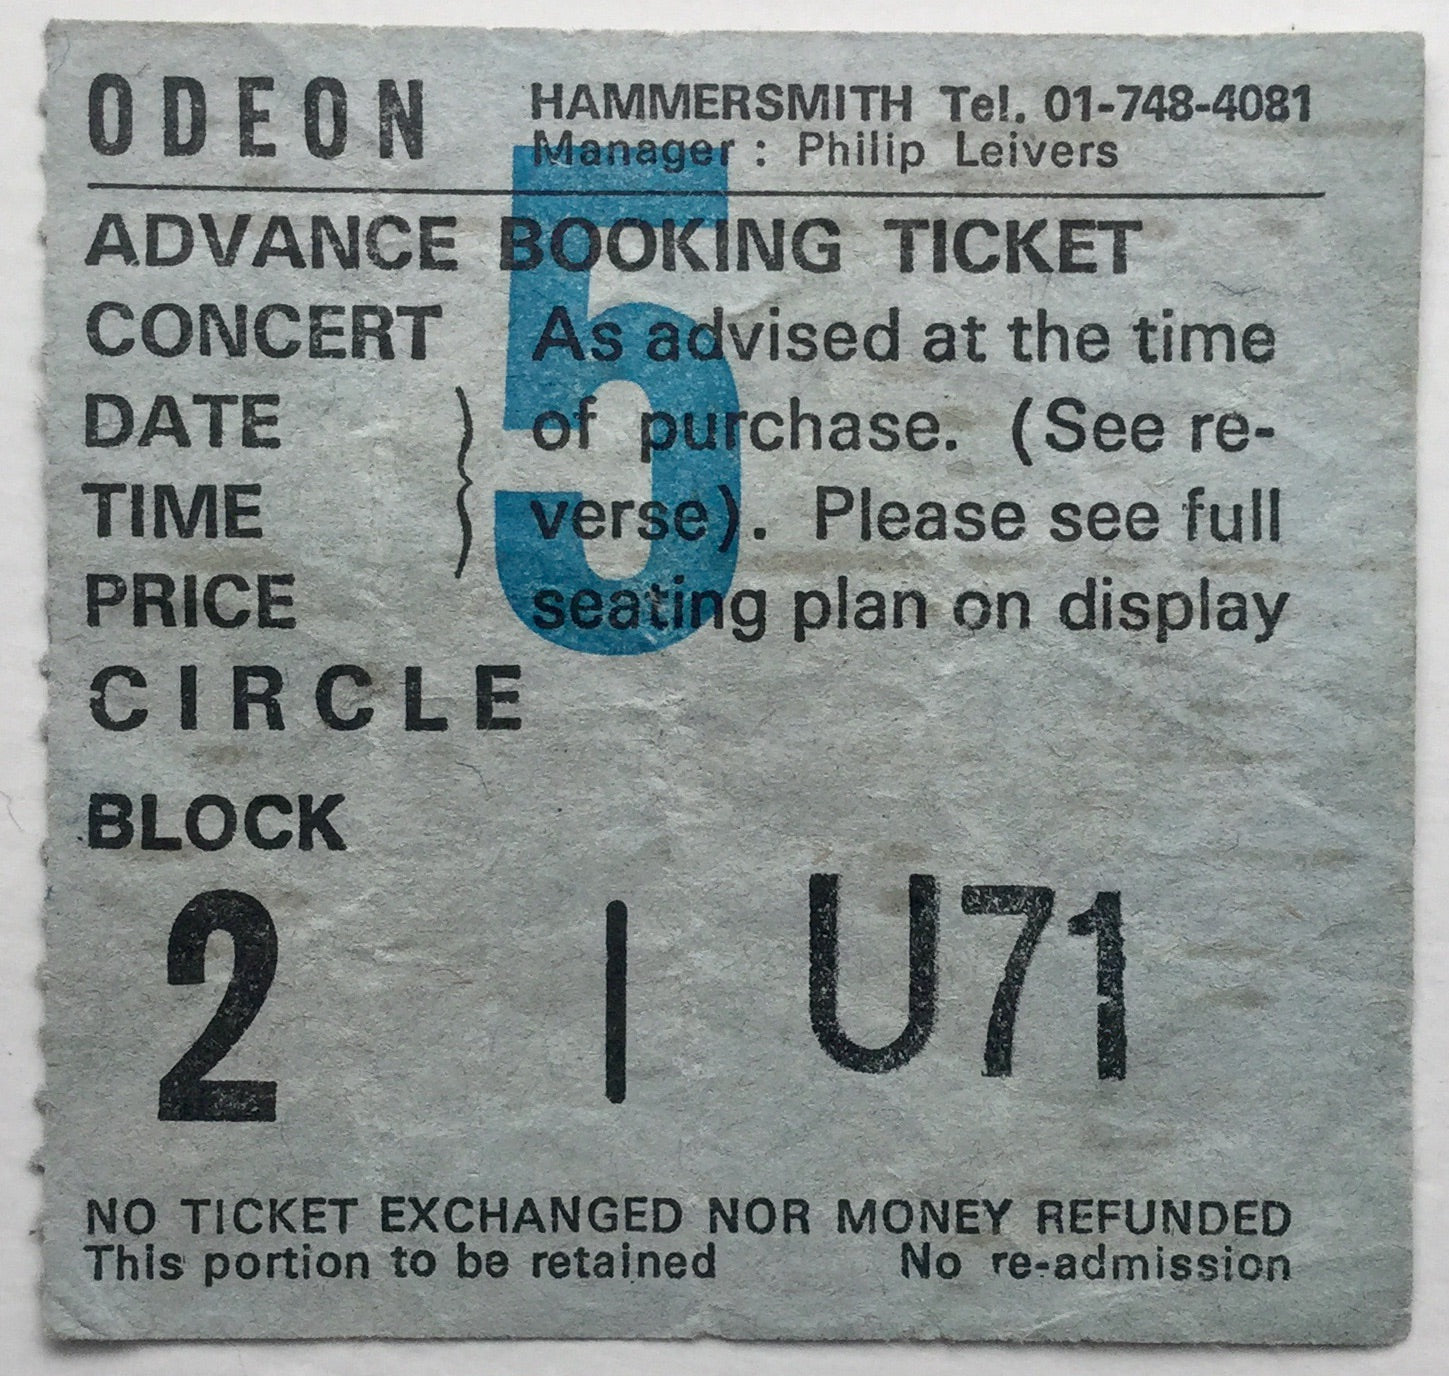 ODEON HAMMERSMITH Tel. 01-748-4081
Manager : Philip Leivers
ADVANCE BOOKING TICKET
CONCERT As advised at the time
DATE } of purchase. (See re-
TIME verse). Please see full
PRICE seating plan on display
5
CIRCLE
BLOCK
2 | U71
NO TICKET EXCHANGED NOR MONEY REFUNDED
This portion to be retained No re-admission